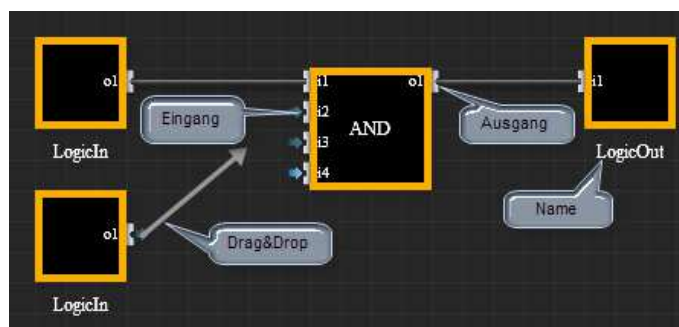 o1
i1
o1
i1
Eingang
i2
AND
Ausgang
LogicIn
i3
LogicOut
i4
Name
o1
Drag&Drop
LogicIn